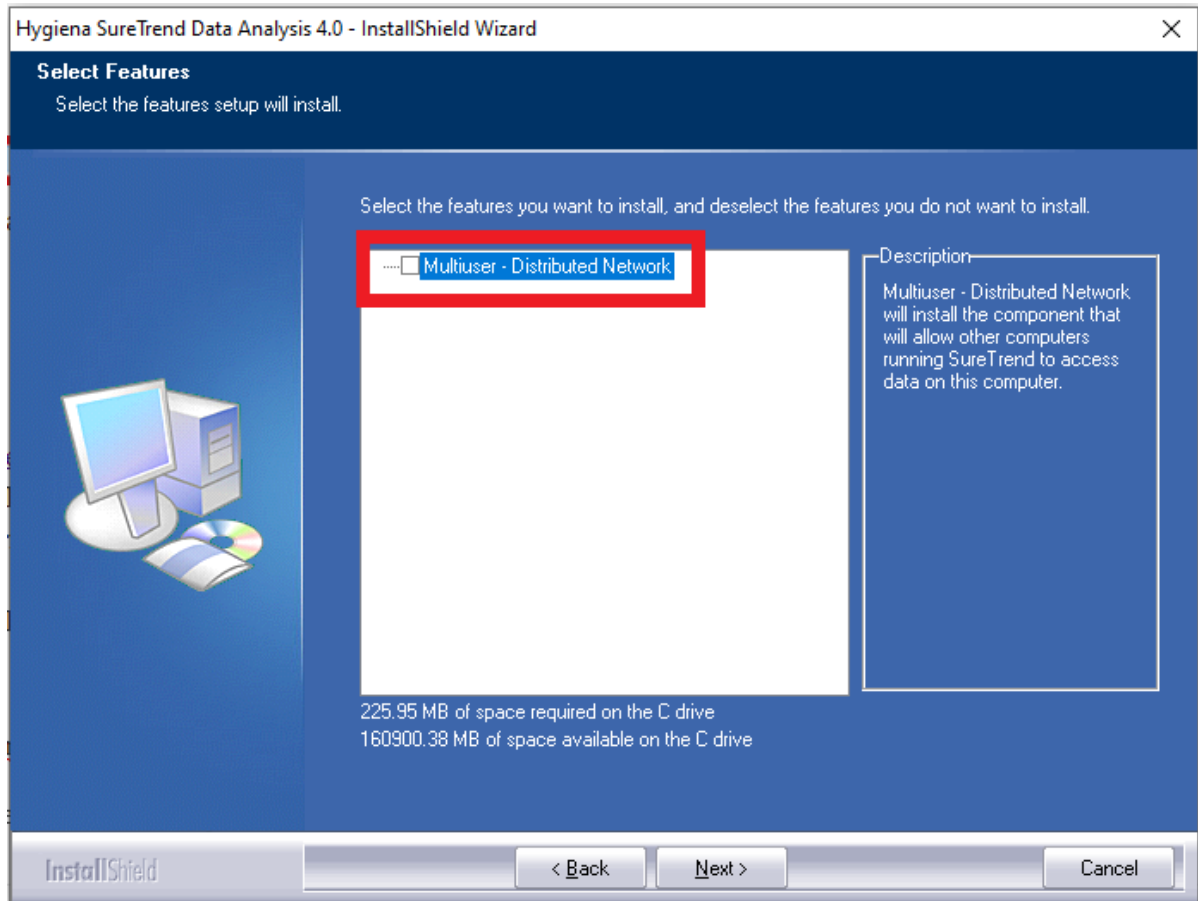 Hygiena SureTrend Data Analysis 4.0 - InstallShield Wizard
Select Features
Select the features setup will install.
Select the features you want to install, and deselect the features you do not want to install.
Multiuser - Distributed Network
Description
Multiuser - Distributed Network
will install the component that
will allow other computers
running SureTrend to access
data on this computer.
225.95 MB of space required on the C drive
160900.38 MB of space available on the C drive
InstallShield
< Back
Next >
Cancel